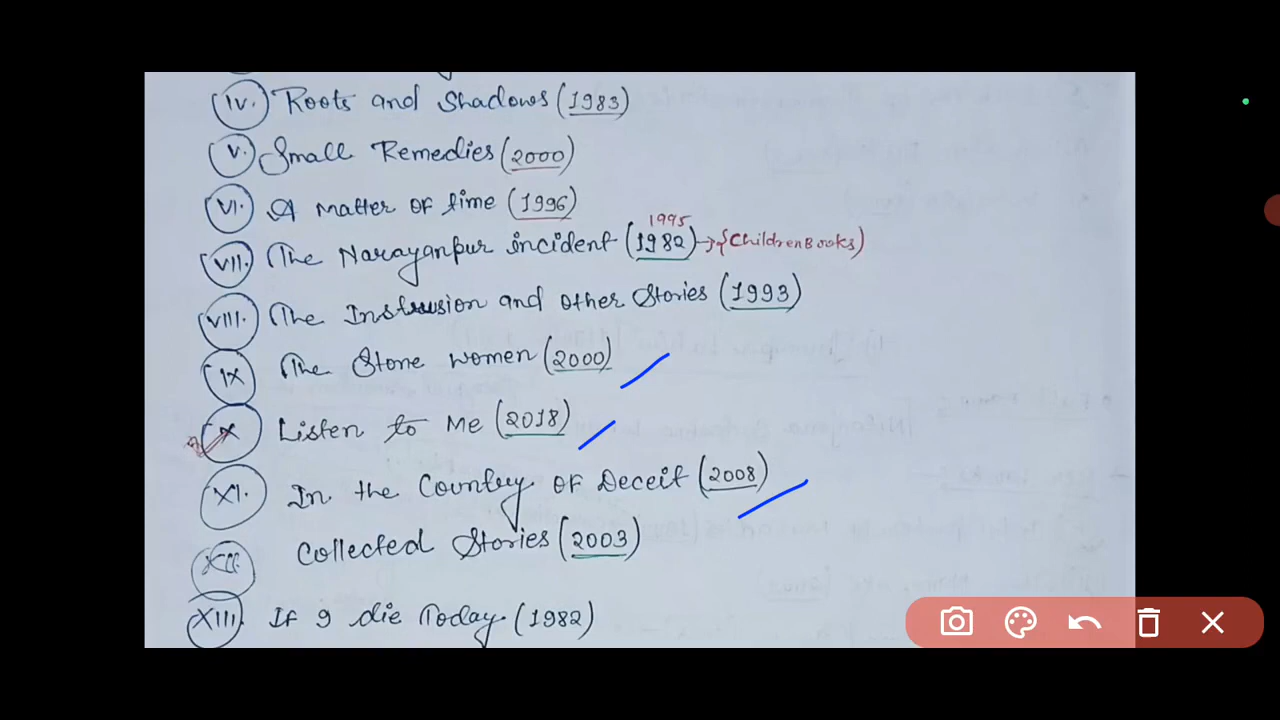 IV. Roots and Shadows (1983)
V. Small Remedies (2000)
VI. A Matter of time (1996)
1995
VII. The Narayanpur incident (1982) → {Children Books}
VIII. The Instrusion and other Stories (1993)
IX The Stone women (2000)
X Listen to Me (2018)
XI. In the Country of Deceit (2008)
XII. Collected Stories (2003)
XIII. If I die Today (1982)